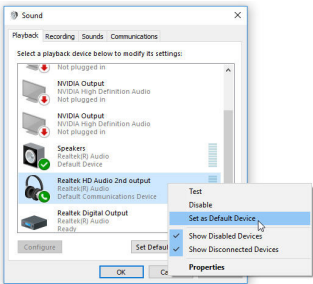 Sound
Playback Recording Sounds Communications
Select a playback device below to modify its settings:
Not plugged in
NVIDIA Output
NVIDIA High Definition Audio
Not plugged in
NVIDIA Output
NVIDIA High Definition Audio
Not plugged in
Speakers
Realtek(R) Audio
Default Device
Realtek HD Audio 2nd output
Realtek(R) Audio
Default Communications Device
Realtek Digital Output
Realtek(R) Audio
Ready
Test
Disable
Set as Default Device
Show Disabled Devices
Show Disconnected Devices
Properties
Configure Set Defau
OK Ca